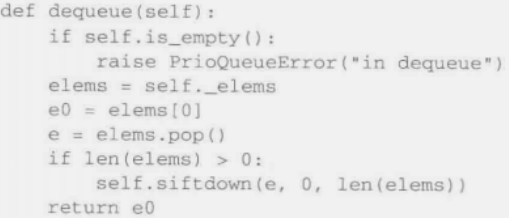 def dequeue(self):
    if self.is_empty():
        raise PrioQueueError("in dequeue")
    elems = self._elems
    e0 = elems[0]
    e = elems.pop()
    if len(elems) > 0:
        self.siftdown(e, 0, len(elems))
    return e0